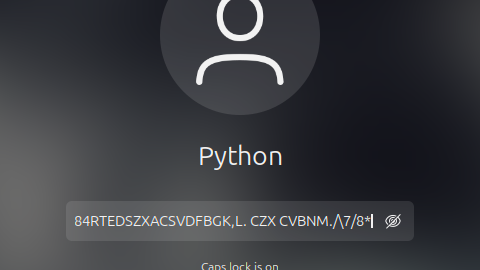 Python
84RTEDSZXACSVDFBGK,L. CZX CVBNM./\7/8*
Caps lock is on